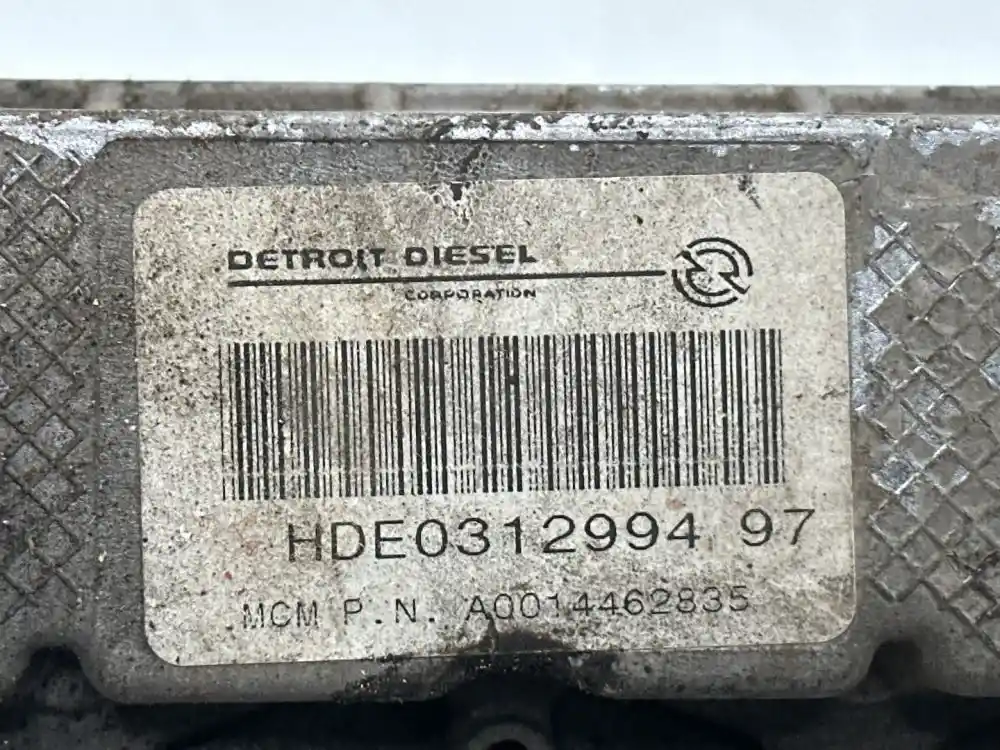 DETROIT DIESEL
CORPORATION
HDE0312994 97
MCM P.N. A0014462835